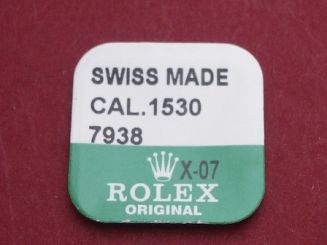 SWISS MADE
CAL.1530
7938
X-07
ROLEX
ORIGINAL